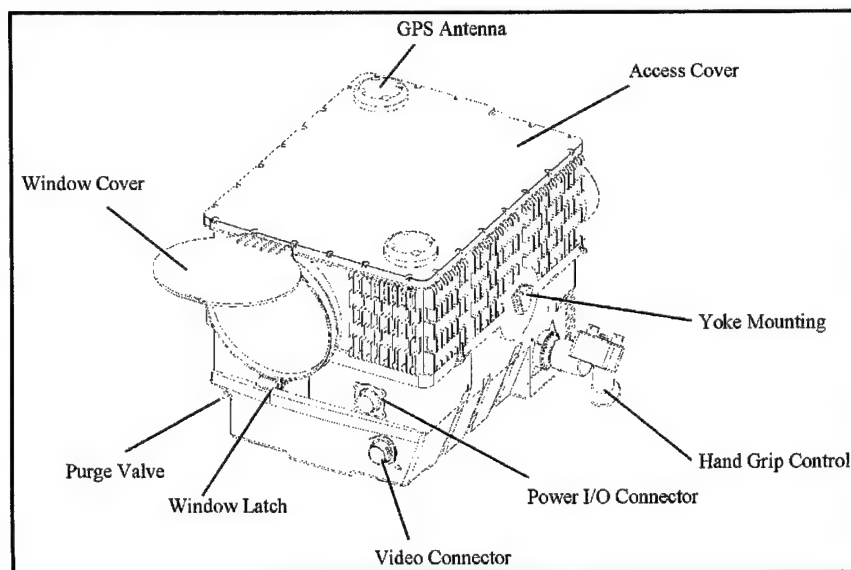 GPS Antenna
Access Cover
Window Cover
Yoke Mounting
Hand Grip Control
Purge Valve
Power I/O Connector
Window Latch
Video Connector